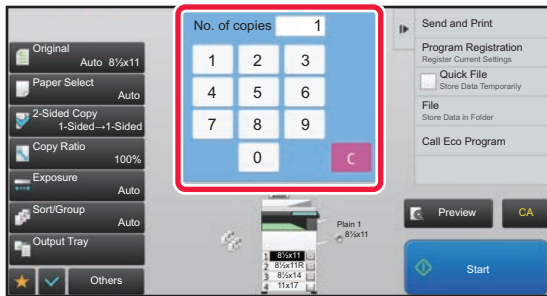 No. of copies 1
1 2 3
4 5 6
7 8 9
0 C
Original
Auto 8½x11
Paper Select
Auto
2-Sided Copy
1-Sided→1-Sided
Copy Ratio
100%
Exposure
Auto
Sort/Group
Auto
Output Tray
Others
Plain 1
8½x11
1 8½x11
2 8½x11R
3 8½x14
4 11x17
Send and Print
Program Registration
Register Current Settings
Quick File
Store Data Temporarily
File
Store Data in Folder
Call Eco Program
Preview CA
Start